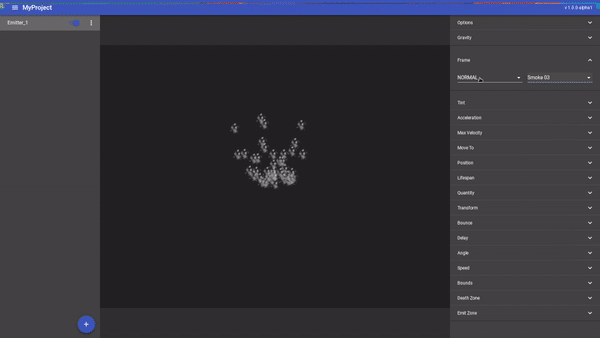 MyProject
v1.0.0 alpha1
Emitter_1
Options
Gravity
Frame
NORMAL
Smoke 03
Tint
Acceleration
Max Velocity
Move To
Position
Lifespan
Quantity
Transform
Bounce
Delay
Angle
Speed
Bounds
Death Zone
Emit Zone